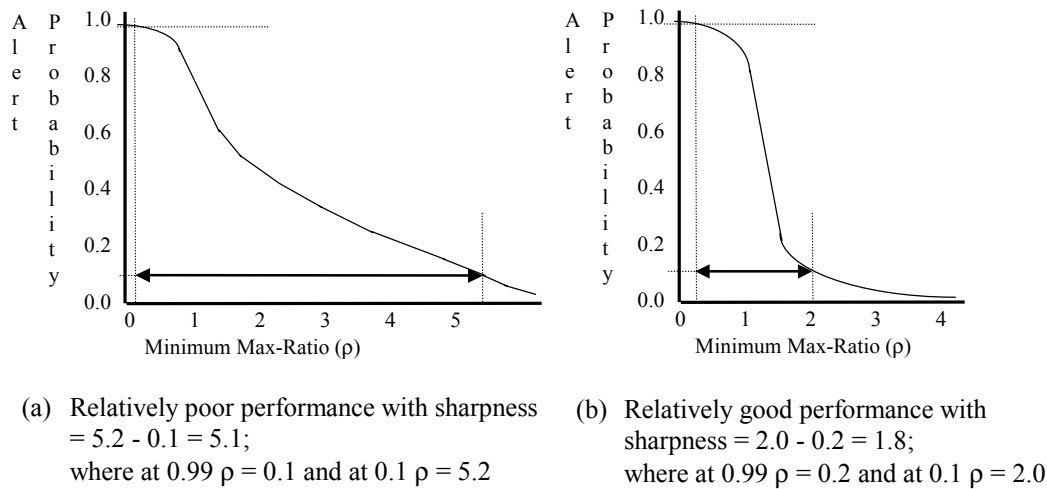 Alert
Probability
1.0
0.8
0.6
0.4
0.2
0.0
0 1 2 3 4 5
Minimum Max-Ratio (ρ)
Alert
Probability
1.0
0.8
0.6
0.4
0.2
0.0
0 1 2 3 4
Minimum Max-Ratio (ρ)
(a) Relatively poor performance with sharpness
= 5.2 - 0.1 = 5.1;
where at 0.99 ρ = 0.1 and at 0.1 ρ = 5.2
(b) Relatively good performance with
sharpness = 2.0 - 0.2 = 1.8;
where at 0.99 ρ = 0.2 and at 0.1 ρ = 2.0